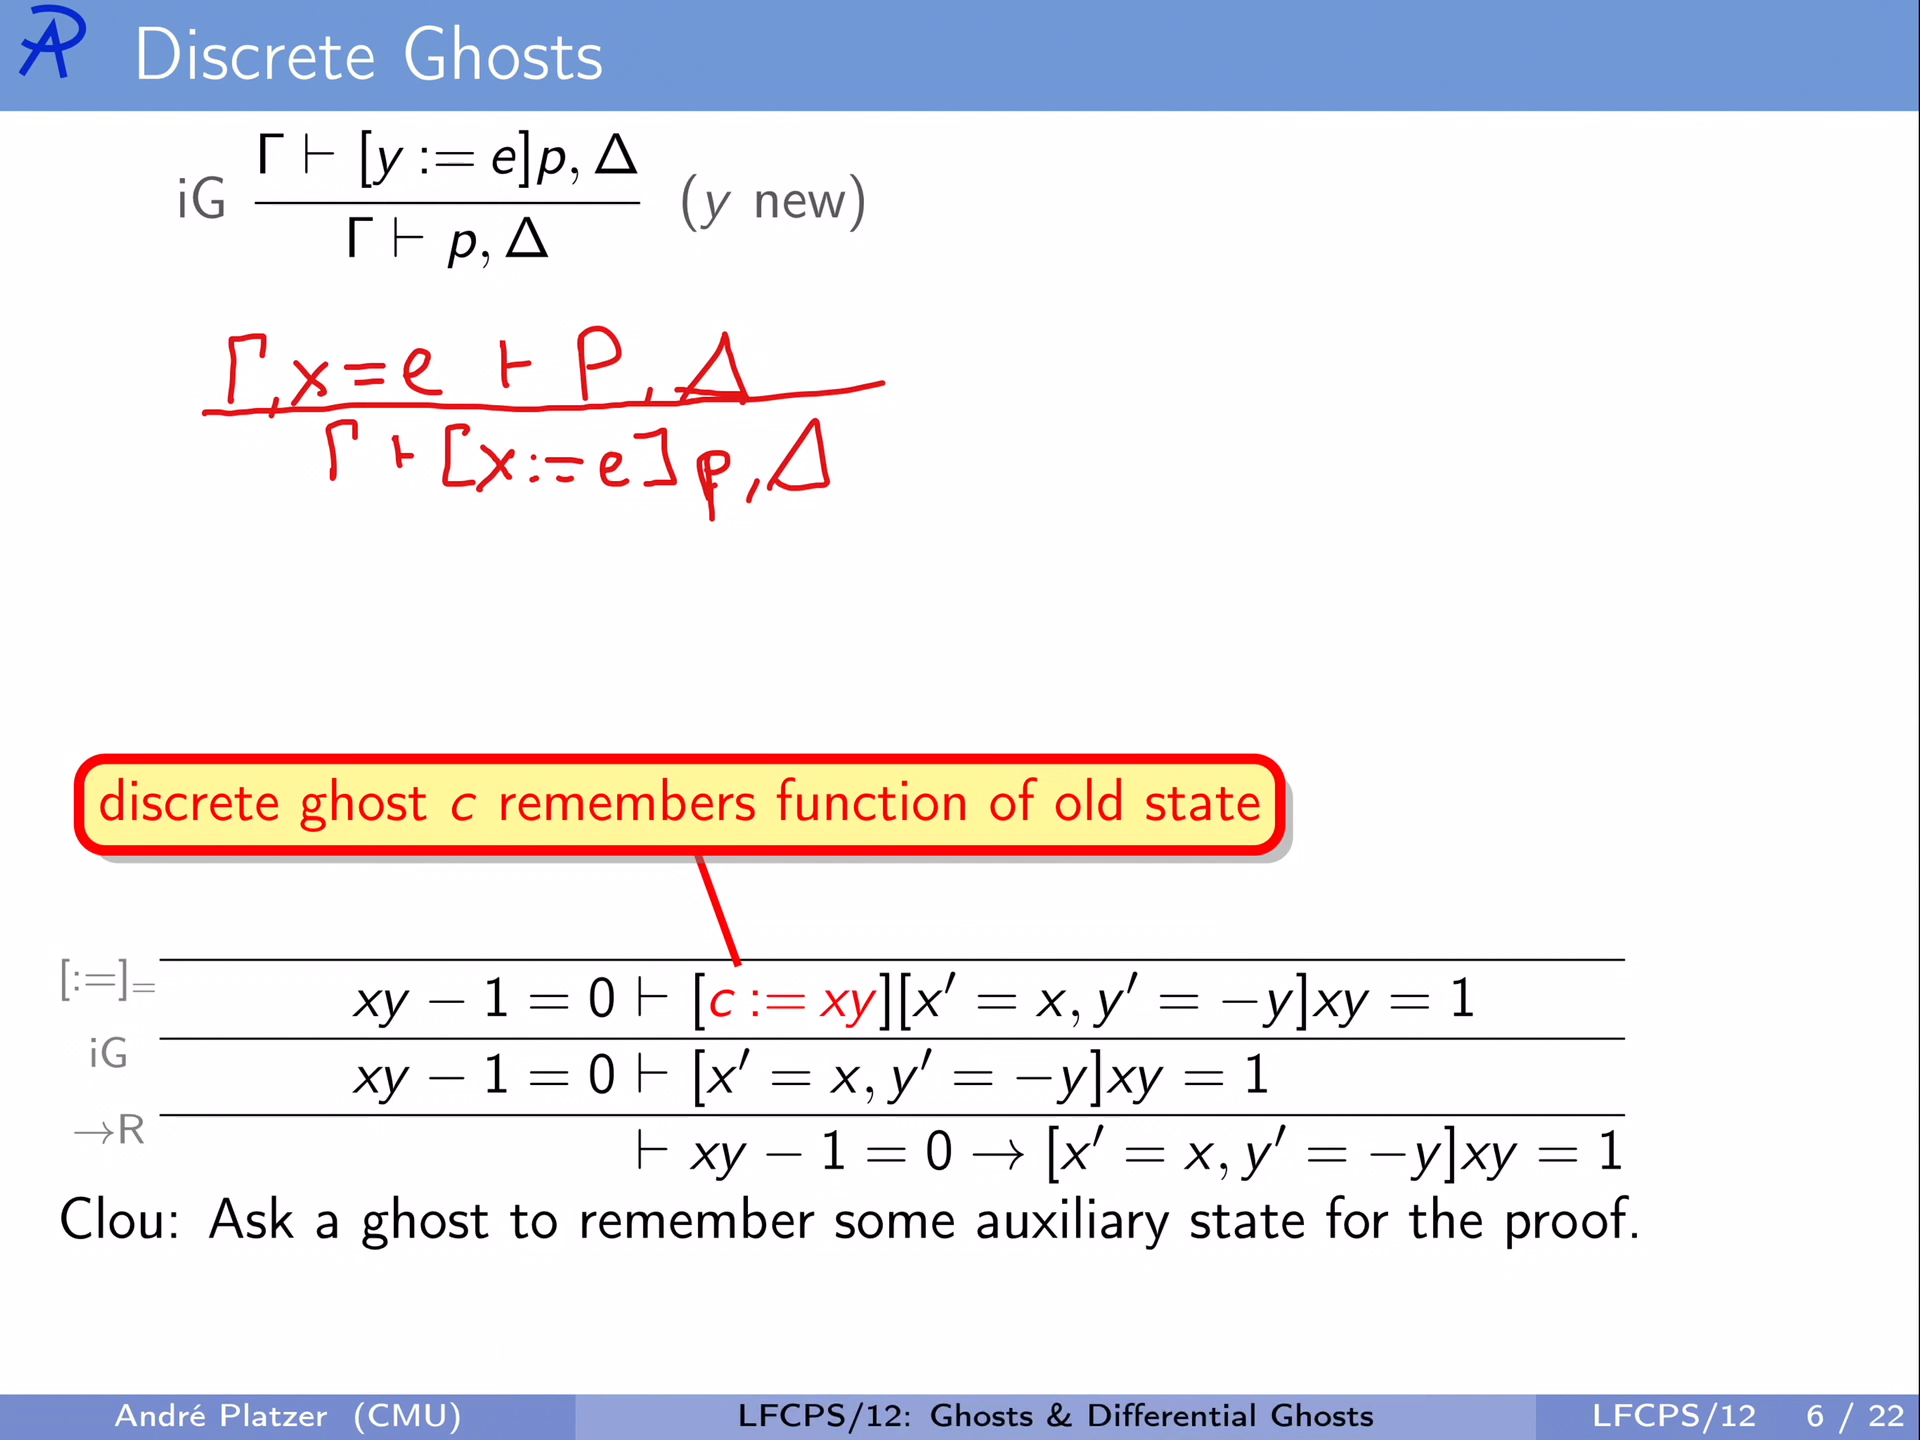 Discrete Ghosts
Γ ⊢ [y := e]p, Δ
iG (y new)
Γ ⊢ p, Δ
Γ, x = e ⊢ P, Δ
Γ ⊢ [x := e] p, Δ
discrete ghost c remembers function of old state
[:=]=
xy − 1 = 0 ⊢ [c := xy][x′ = x, y′ = −y]xy = 1
iG
xy − 1 = 0 ⊢ [x′ = x, y′ = −y]xy = 1
→R
⊢ xy − 1 = 0 → [x′ = x, y′ = −y]xy = 1
Clou: Ask a ghost to remember some auxiliary state for the proof.
André Platzer (CMU) LFCPS/12: Ghosts & Differential Ghosts LFCPS/12 6 / 22